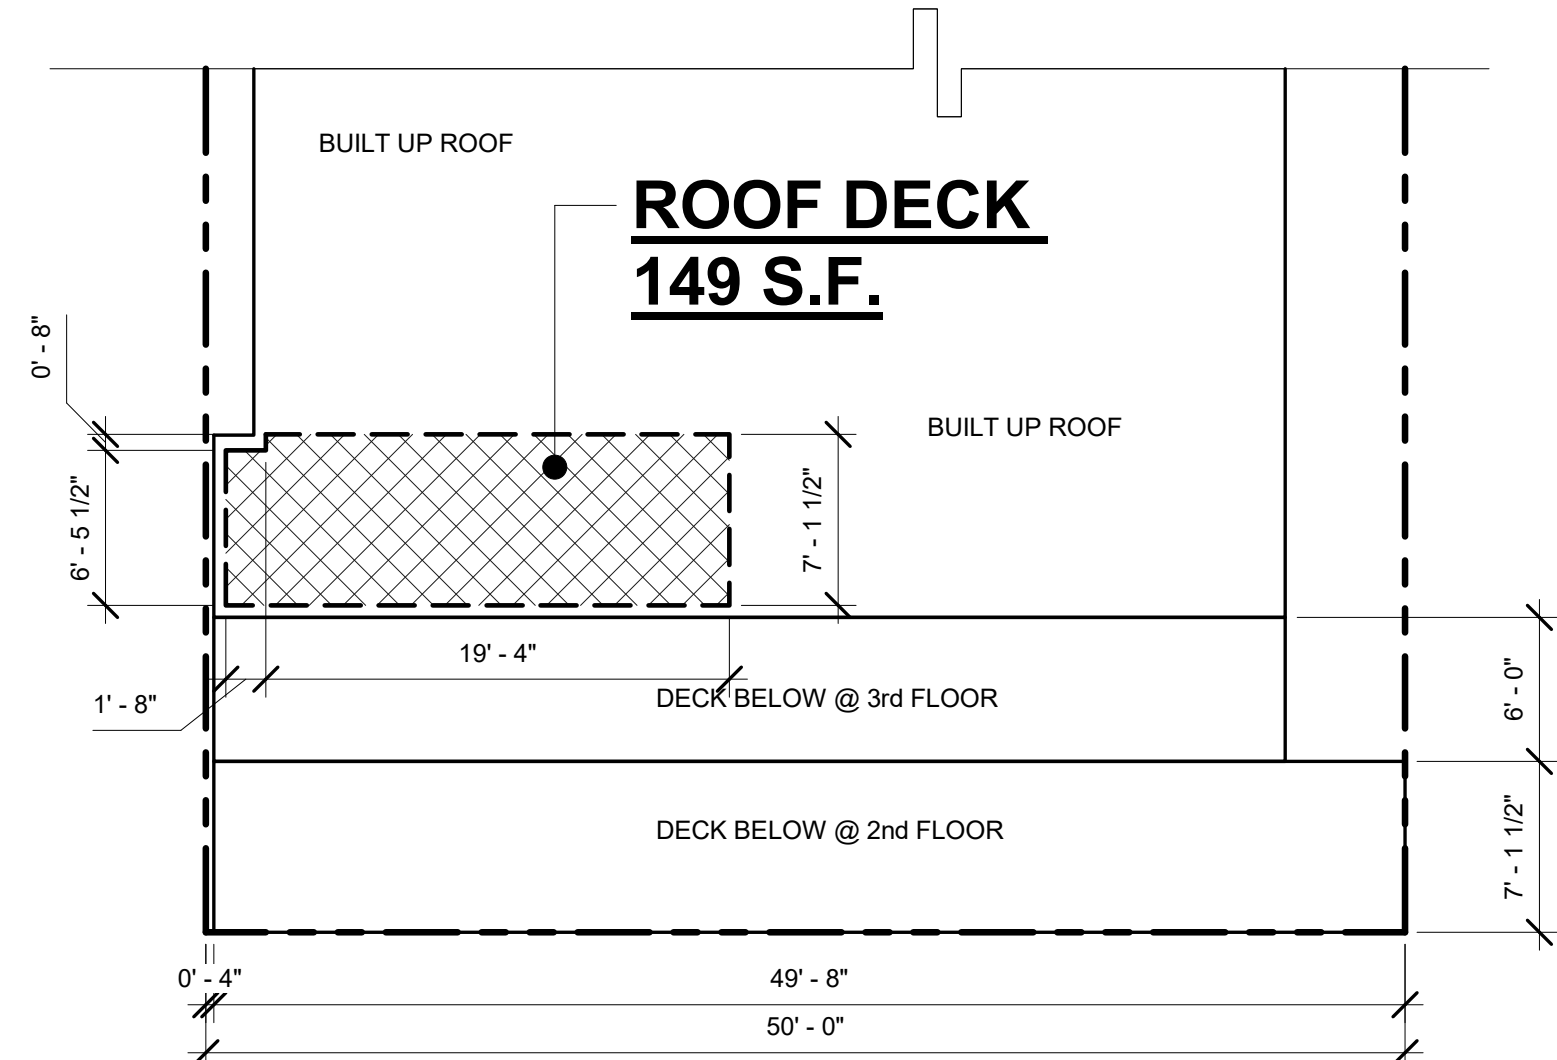 BUILT UP ROOF
ROOF DECK
149 S.F.
0' - 8"
BUILT UP ROOF
6' - 5 1/2"
7' - 1 1/2"
19' - 4"
1' - 8"
DECK BELOW @ 3rd FLOOR
6' - 0"
DECK BELOW @ 2nd FLOOR
7' - 1 1/2"
0' - 4"
49' - 8"
50' - 0"